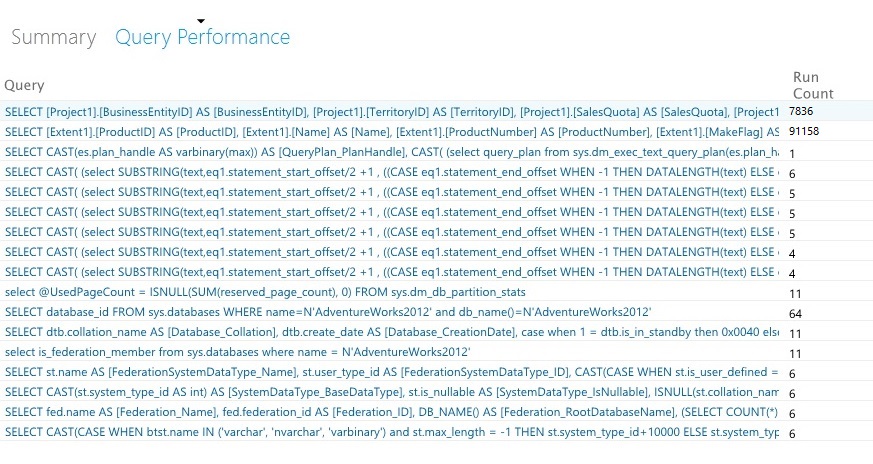 Summary Query Performance
Query Run Count
SELECT [Project1].[BusinessEntityID] AS [BusinessEntityID], [Project1].[TerritoryID] AS [TerritoryID], [Project1].[SalesQuota] AS [SalesQuota], [Project1 7836
SELECT [Extent1].[ProductID] AS [ProductID], [Extent1].[Name] AS [Name], [Extent1].[ProductNumber] AS [ProductNumber], [Extent1].[MakeFlag] AS 91158
SELECT CAST(es.plan_handle AS varbinary(max)) AS [QueryPlan_PlanHandle], CAST( (select query_plan from sys.dm_exec_text_query_plan(es.plan_h 1
SELECT CAST( (select SUBSTRING(text,eq1.statement_start_offset/2 +1 , ((CASE eq1.statement_end_offset WHEN -1 THEN DATALENGTH(text) ELSE 6
SELECT CAST( (select SUBSTRING(text,eq1.statement_start_offset/2 +1 , ((CASE eq1.statement_end_offset WHEN -1 THEN DATALENGTH(text) ELSE 5
SELECT CAST( (select SUBSTRING(text,eq1.statement_start_offset/2 +1 , ((CASE eq1.statement_end_offset WHEN -1 THEN DATALENGTH(text) ELSE 5
SELECT CAST( (select SUBSTRING(text,eq1.statement_start_offset/2 +1 , ((CASE eq1.statement_end_offset WHEN -1 THEN DATALENGTH(text) ELSE 5
SELECT CAST( (select SUBSTRING(text,eq1.statement_start_offset/2 +1 , ((CASE eq1.statement_end_offset WHEN -1 THEN DATALENGTH(text) ELSE 4
SELECT CAST( (select SUBSTRING(text,eq1.statement_start_offset/2 +1 , ((CASE eq1.statement_end_offset WHEN -1 THEN DATALENGTH(text) ELSE 4
select @UsedPageCount = ISNULL(SUM(reserved_page_count), 0) FROM sys.dm_db_partition_stats 11
SELECT database_id FROM sys.databases WHERE name=N'AdventureWorks2012' and db_name()=N'AdventureWorks2012' 64
SELECT dtb.collation_name AS [Database_Collation], dtb.create_date AS [Database_CreationDate], case when 1 = dtb.is_in_standby then 0x0040 else 11
select is_federation_member from sys.databases where name = N'AdventureWorks2012' 11
SELECT st.name AS [FederationSystemDataType_Name], st.user_type_id AS [FederationSystemDataType_ID], CAST(CASE WHEN st.is_user_defined = 6
SELECT CAST(st.system_type_id AS int) AS [SystemDataType_BaseDataType], st.is_nullable AS [SystemDataType_IsNullable], ISNULL(st.collation_nam 6
SELECT fed.name AS [Federation_Name], fed.federation_id AS [Federation_ID], DB_NAME() AS [Federation_RootDatabaseName], (SELECT COUNT(*) 6
SELECT CAST(CASE WHEN btst.name IN ('varchar', 'nvarchar', 'varbinary') and st.max_length = -1 THEN st.system_type_id+10000 ELSE st.system_typ 6